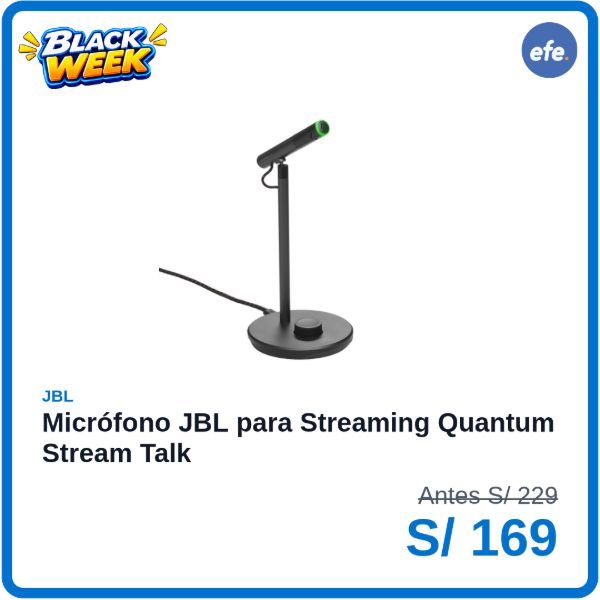 BLACK
WEEK
efe.
JBL
Micrófono JBL para Streaming Quantum
Stream Talk
Antes S/ 229
S/ 169